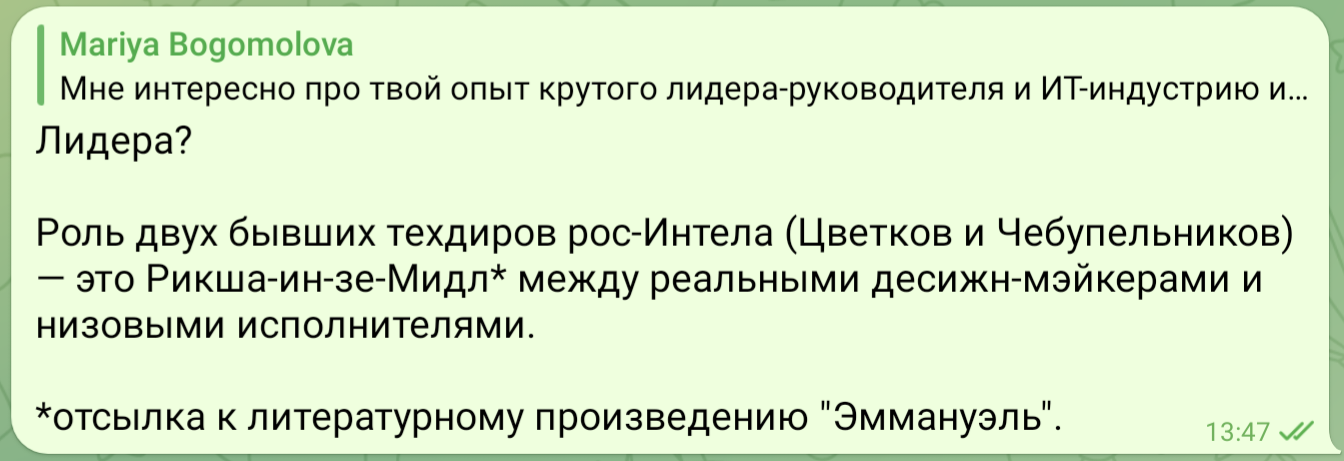 Mariya Bogomolova
Мне интересно про твой опыт крутого лидера-руководителя и ИТ-индустрию и...
Лидера?
Роль двух бывших техдиров рос-Интела (Цветков и Чебупельников)
— это Рикша-ин-зе-Мидл* между реальными десижн-мэйкерами и
низовыми исполнителями.
*отсылка к литературному произведению "Эммануэль".
13:47